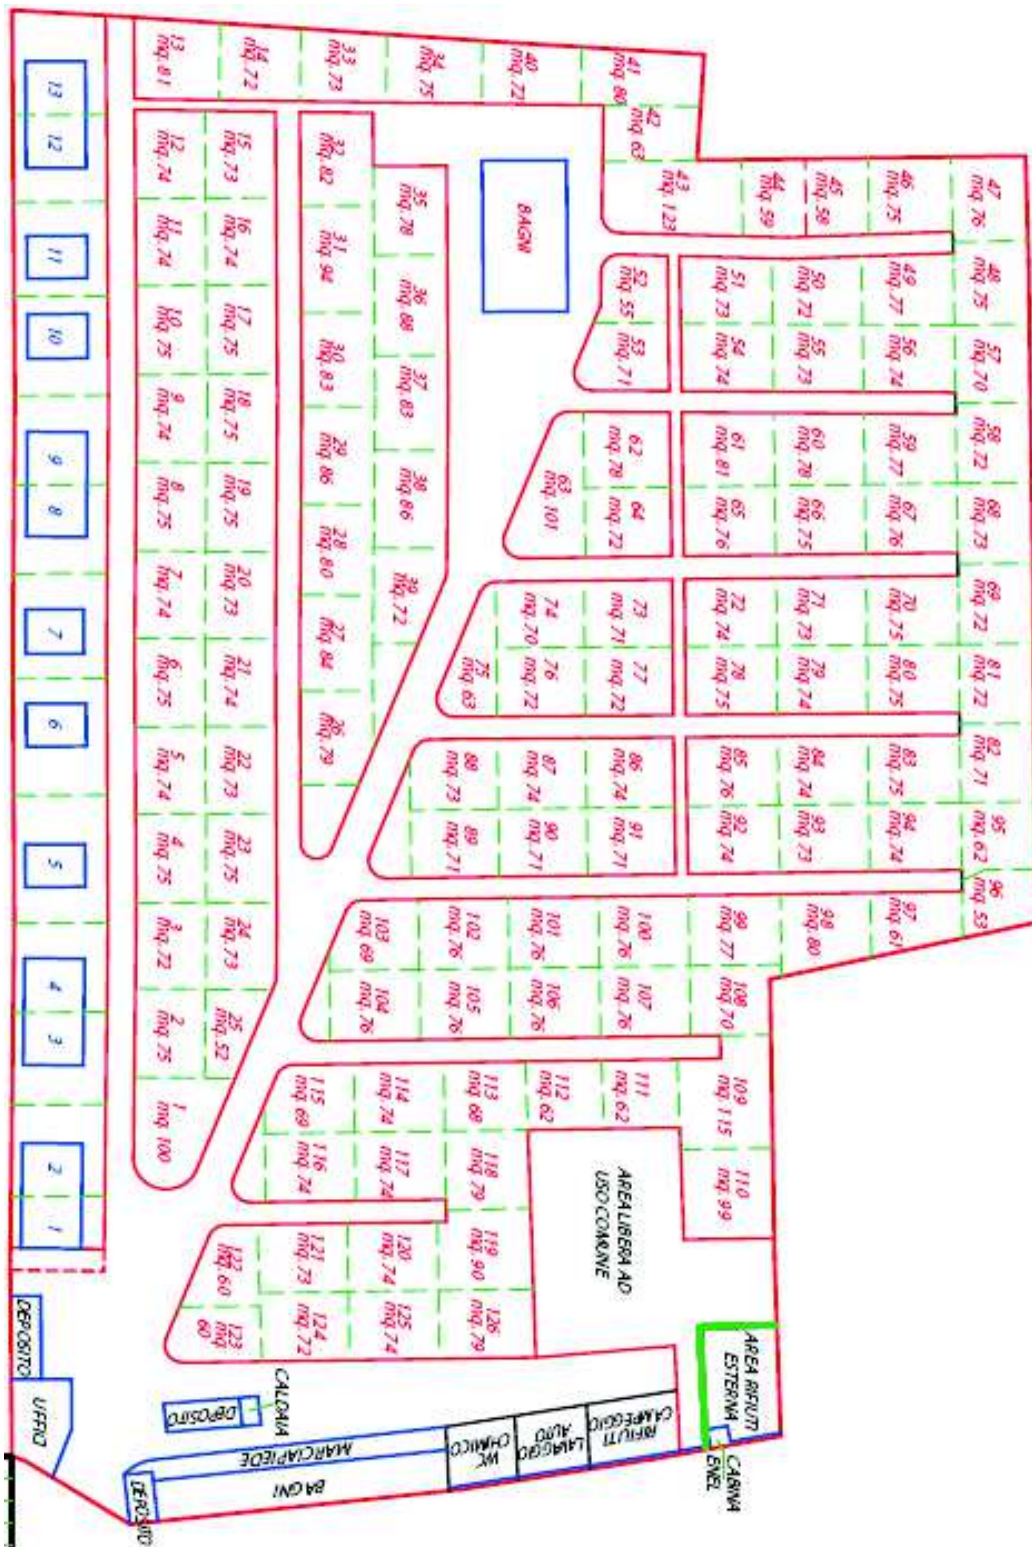 13
mq.81
14
mq.72
33
mq.73
34
mq.75
40
mq.72
41
mq.80
42
mq.63
43
mq.123
44
mq.59
45
mq.58
46
mq.75
47
mq.76
13
12
11
10
9
8
7
6
5
4
3
2
1
12
mq.74
15
mq.73
11
mq.74
16
mq.74
10
mq.75
17
mq.75
9
mq.74
18
mq.75
8
mq.75
19
mq.75
7
mq.74
20
mq.73
6
mq.75
21
mq.74
5
mq.74
22
mq.73
4
mq.75
23
mq.75
3
mq.72
24
mq.73
2
mq.75
25
mq.52
1
mq.100
32
mq.82
31
mq.94
30
mq.83
29
mq.86
28
mq.80
27
mq.84
26
mq.79
35
mq.78
36
mq.88
37
mq.83
38
mq.86
39
mq.72
BAGNI
52
mq.55
51
mq.73
50
mq.72
49
mq.77
48
mq.75
53
mq.71
54
mq.74
55
mq.73
56
mq.74
57
mq.70
62
mq.78
61
mq.81
60
mq.78
59
mq.77
58
mq.72
63
mq.101
64
mq.72
65
mq.76
66
mq.75
67
mq.76
68
mq.73
74
mq.70
73
mq.71
72
mq.74
71
mq.73
70
mq.75
69
mq.72
75
mq.63
76
mq.72
77
mq.72
78
mq.75
79
mq.74
80
mq.75
81
mq.72
88
mq.73
87
mq.74
86
mq.74
85
mq.76
84
mq.74
83
mq.75
82
mq.71
89
mq.71
90
mq.71
91
mq.71
92
mq.74
93
mq.73
94
mq.74
95
mq.62
96
mq.53
103
mq.69
102
mq.76
101
mq.76
100
mq.76
99
mq.77
98
mq.80
97
mq.61
104
mq.76
105
mq.76
106
mq.76
107
mq.76
108
mq.70
115
mq.69
114
mq.74
113
mq.68
112
mq.62
111
mq.62
109
mq.115
116
mq.74
117
mq.74
118
mq.79
110
mq.99
122
mq.60
121
mq.73
120
mq.74
119
mq.90
123
mq.
60
124
mq.72
125
mq.74
126
mq.79
AREA LIBERA AD
USO COMUNE
AREA RIFIUTI
ESTERNA
CABINA
ENEL
RIFIUTI
CAMPEGGIO
LAVAGGIO
AUTO
WC
CHIMICO
MARCIAPIEDE
BAGNI
DEPOSITO
CALDAIA
DEPOSITO
DEPOSITO
UFFICIO